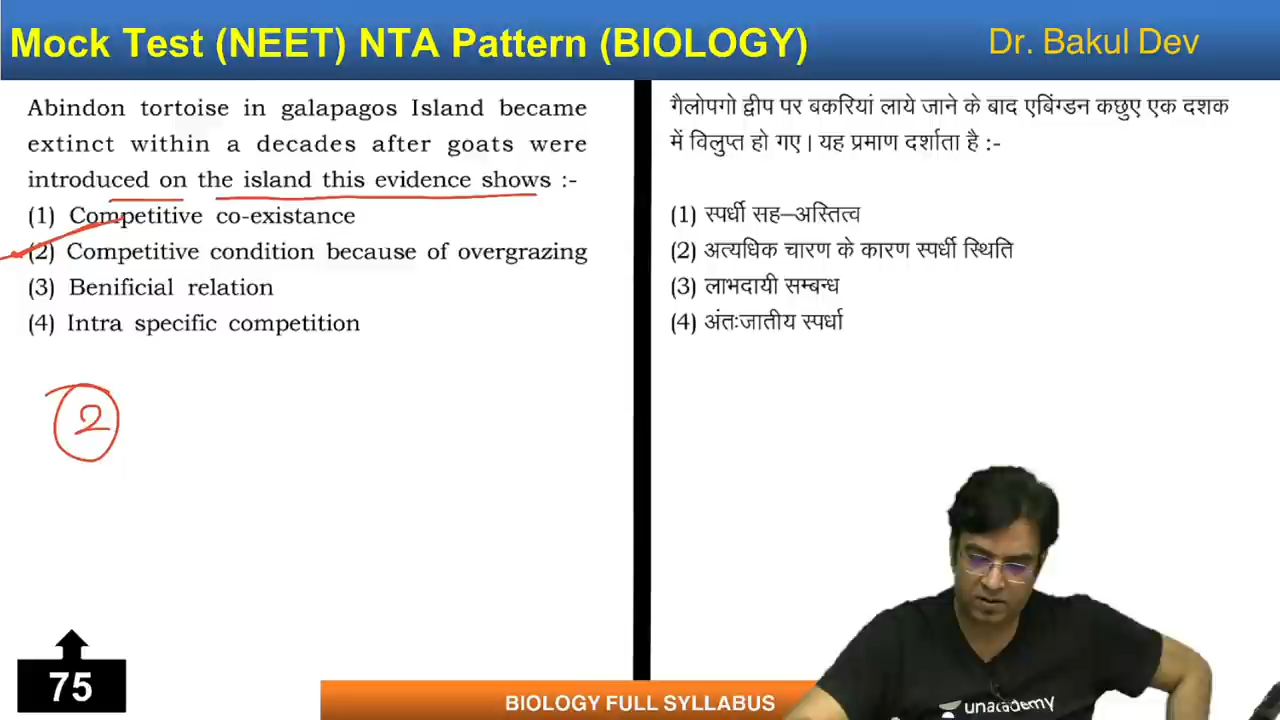 Mock Test (NEET) NTA Pattern (BIOLOGY)
Dr. Bakul Dev
Abindon tortoise in galapagos Island became
extinct within a decades after goats were
introduced on the island this evidence shows :-
(1) Competitive co-existance
(2) Competitive condition because of overgrazing
(3) Benificial relation
(4) Intra specific competition
2
गैलोपगो द्वीप पर बकरियां लाये जाने के बाद एबिंग्डन कछुए एक दशक
में विलुप्त हो गए। यह प्रमाण दर्शाता है :-
(1) स्पर्धी सह–अस्तित्व
(2) अत्यधिक चारण के कारण स्पर्धी स्थिति
(3) लाभदायी सम्बन्ध
(4) अंतःजातीय स्पर्धा
75
BIOLOGY FULL SYLLABUS
unacademy